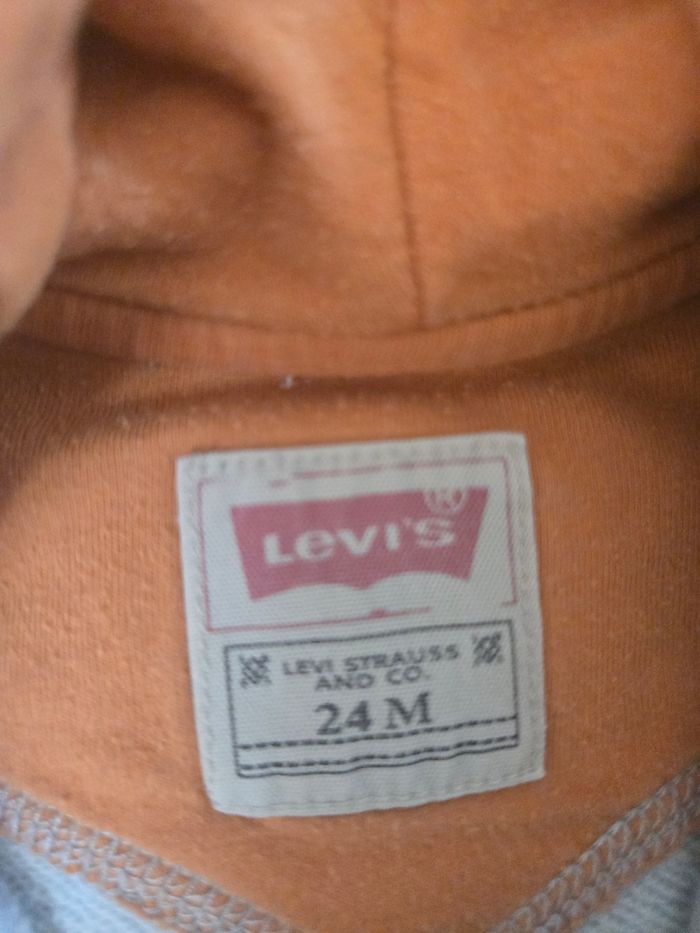 Levi's ®
LEVI STRAUSS
AND CO.
24 M